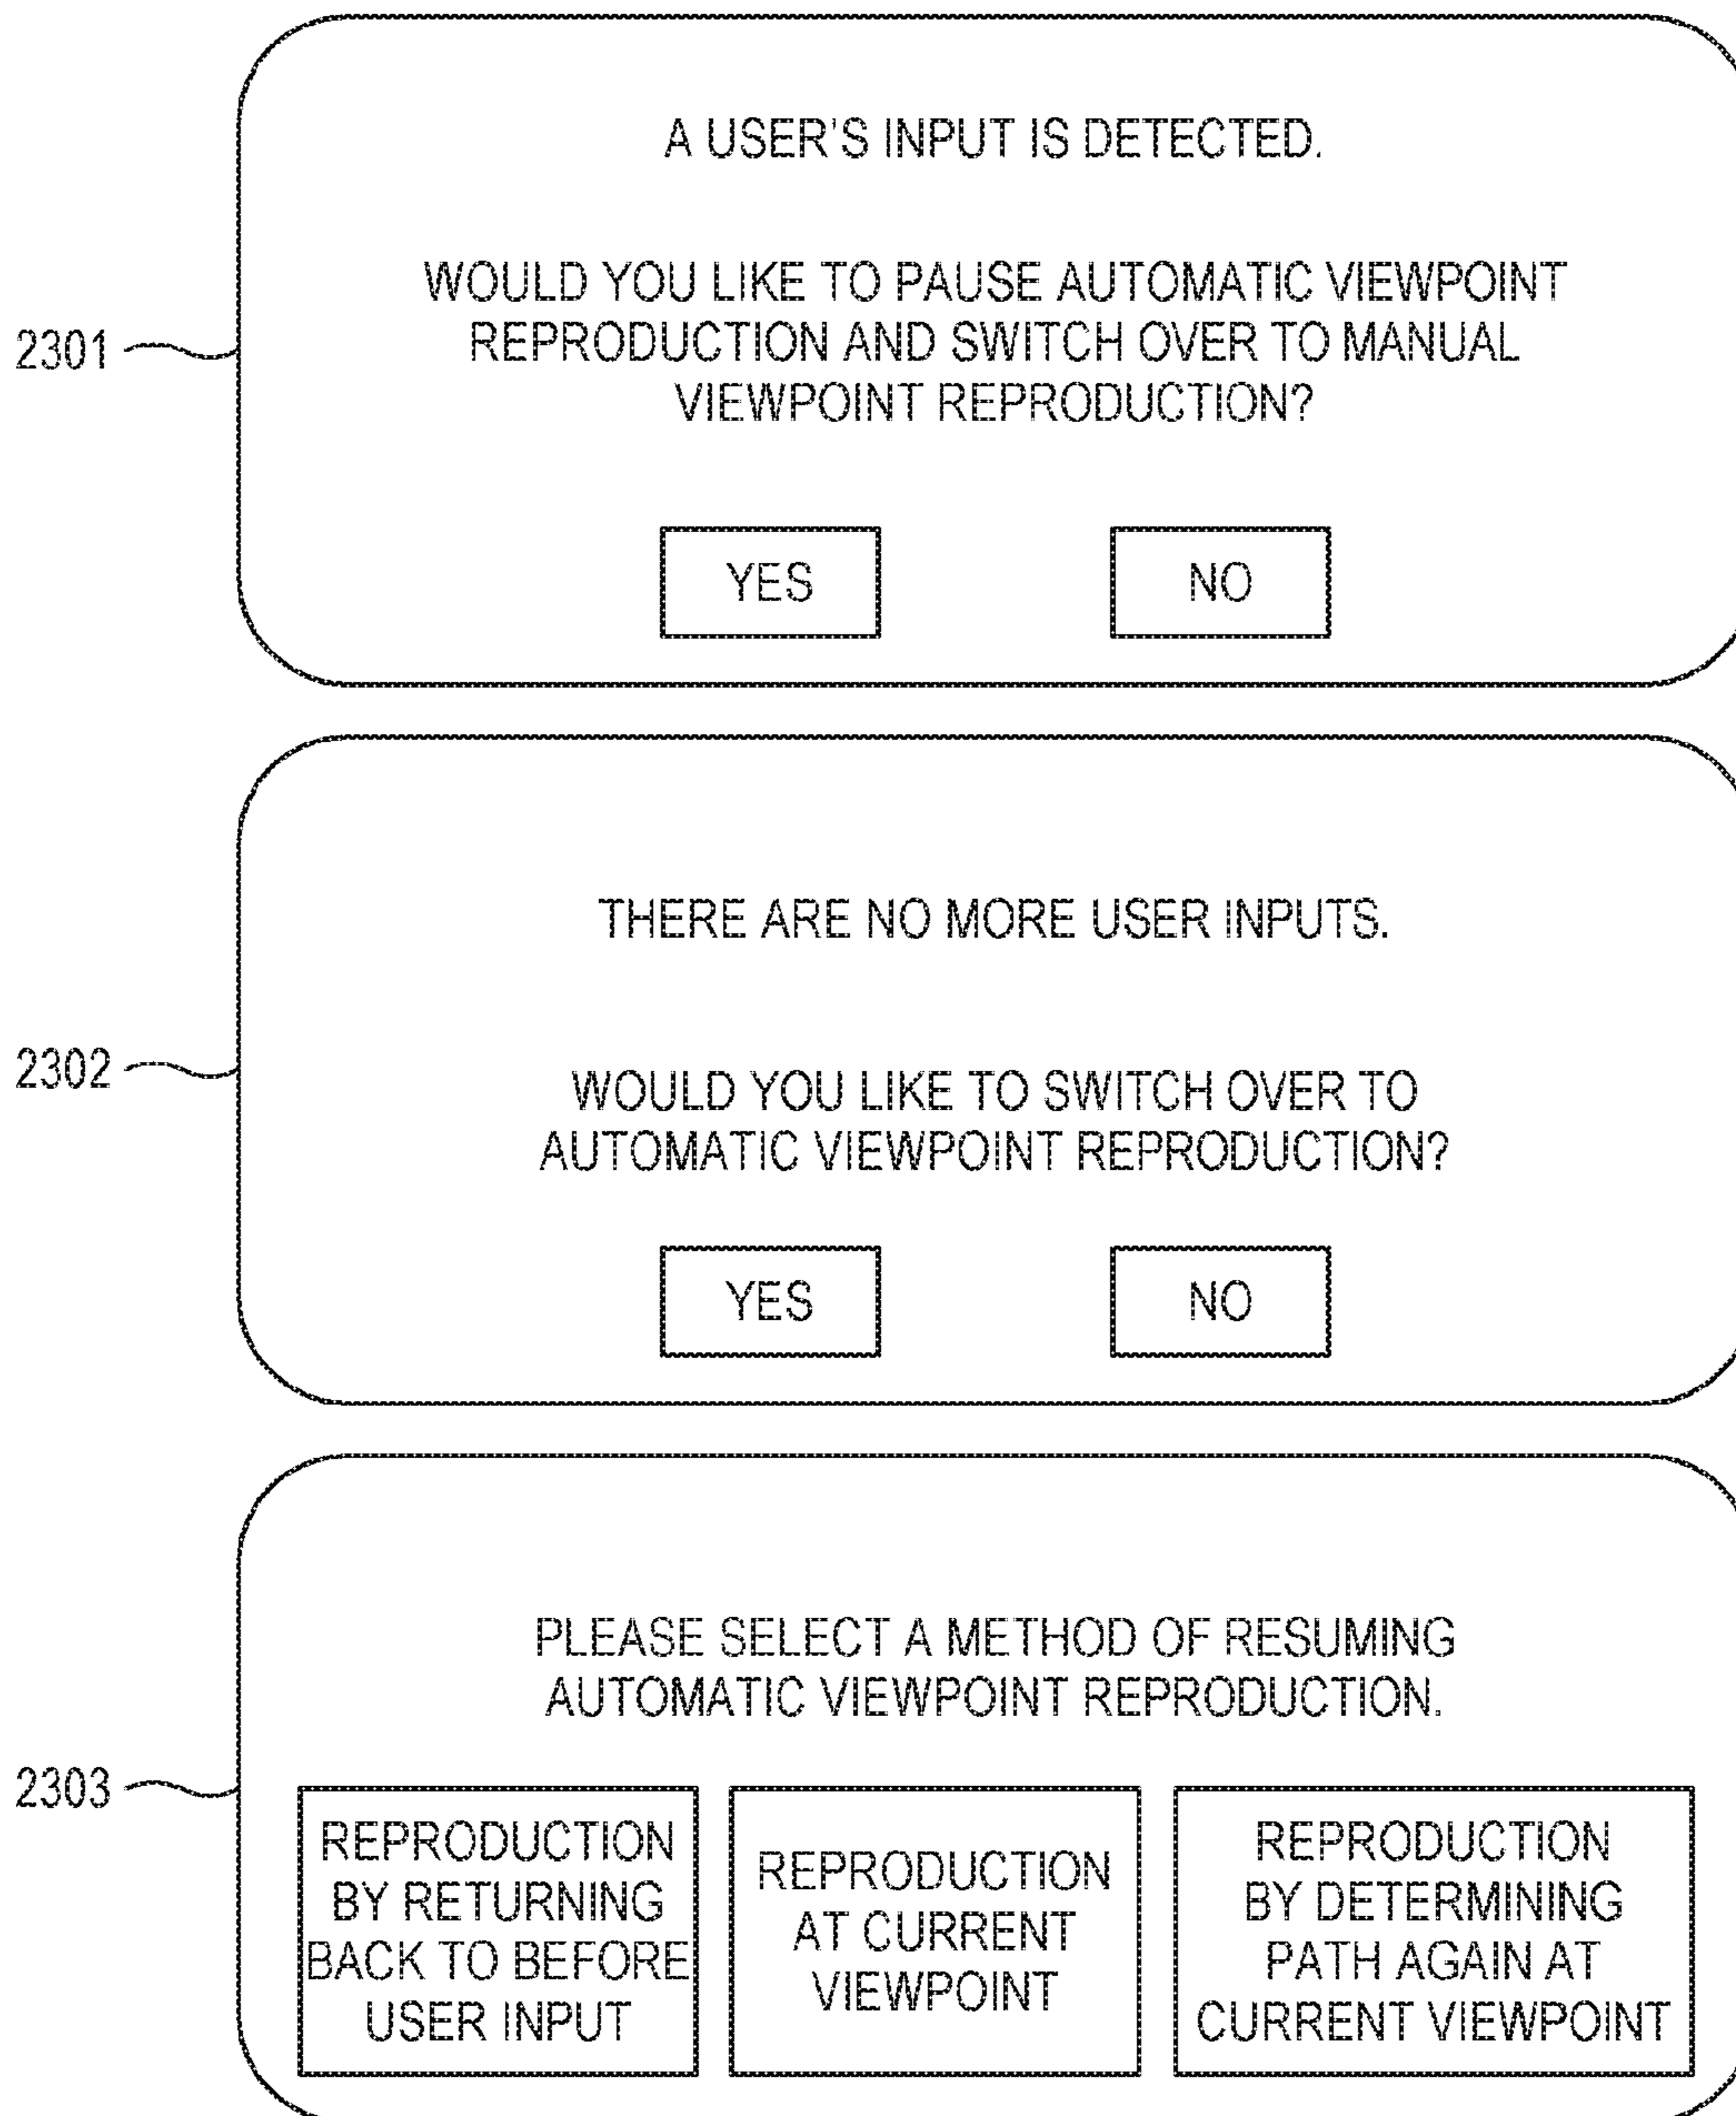 A USER'S INPUT IS DETECTED.
WOULD YOU LIKE TO PAUSE AUTOMATIC VIEWPOINT
REPRODUCTION AND SWITCH OVER TO MANUAL
VIEWPOINT REPRODUCTION?
2301
YES
NO
THERE ARE NO MORE USER INPUTS.
2302
WOULD YOU LIKE TO SWITCH OVER TO
AUTOMATIC VIEWPOINT REPRODUCTION?
YES
NO
PLEASE SELECT A METHOD OF RESUMING
AUTOMATIC VIEWPOINT REPRODUCTION.
2303
REPRODUCTION
BY RETURNING
BACK TO BEFORE
USER INPUT
REPRODUCTION
AT CURRENT
VIEWPOINT
REPRODUCTION
BY DETERMINING
PATH AGAIN AT
CURRENT VIEWPOINT